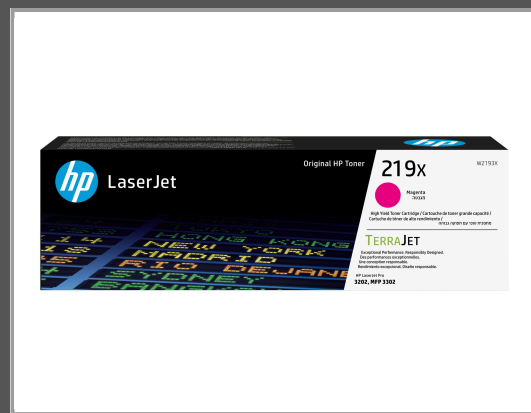 hp
hp
LaserJet
Original HP Toner
219x
W2193X
Magenta
מגנטה
High Yield Toner Cartridge / Cartouche de toner grande capacité /
Cartucho de tóner de alto rendimiento /
TERRAJET
Exceptional Performance. Responsibly Designed.
Des performances exceptionnelles.
Une conception responsable.
Rendimiento excepcional. Diseño responsable.
HP LaserJet Pro
3202, MFP 3302
HONG KONG
NEW YORK
MADRID
RIO DE JANE
SYDNEY